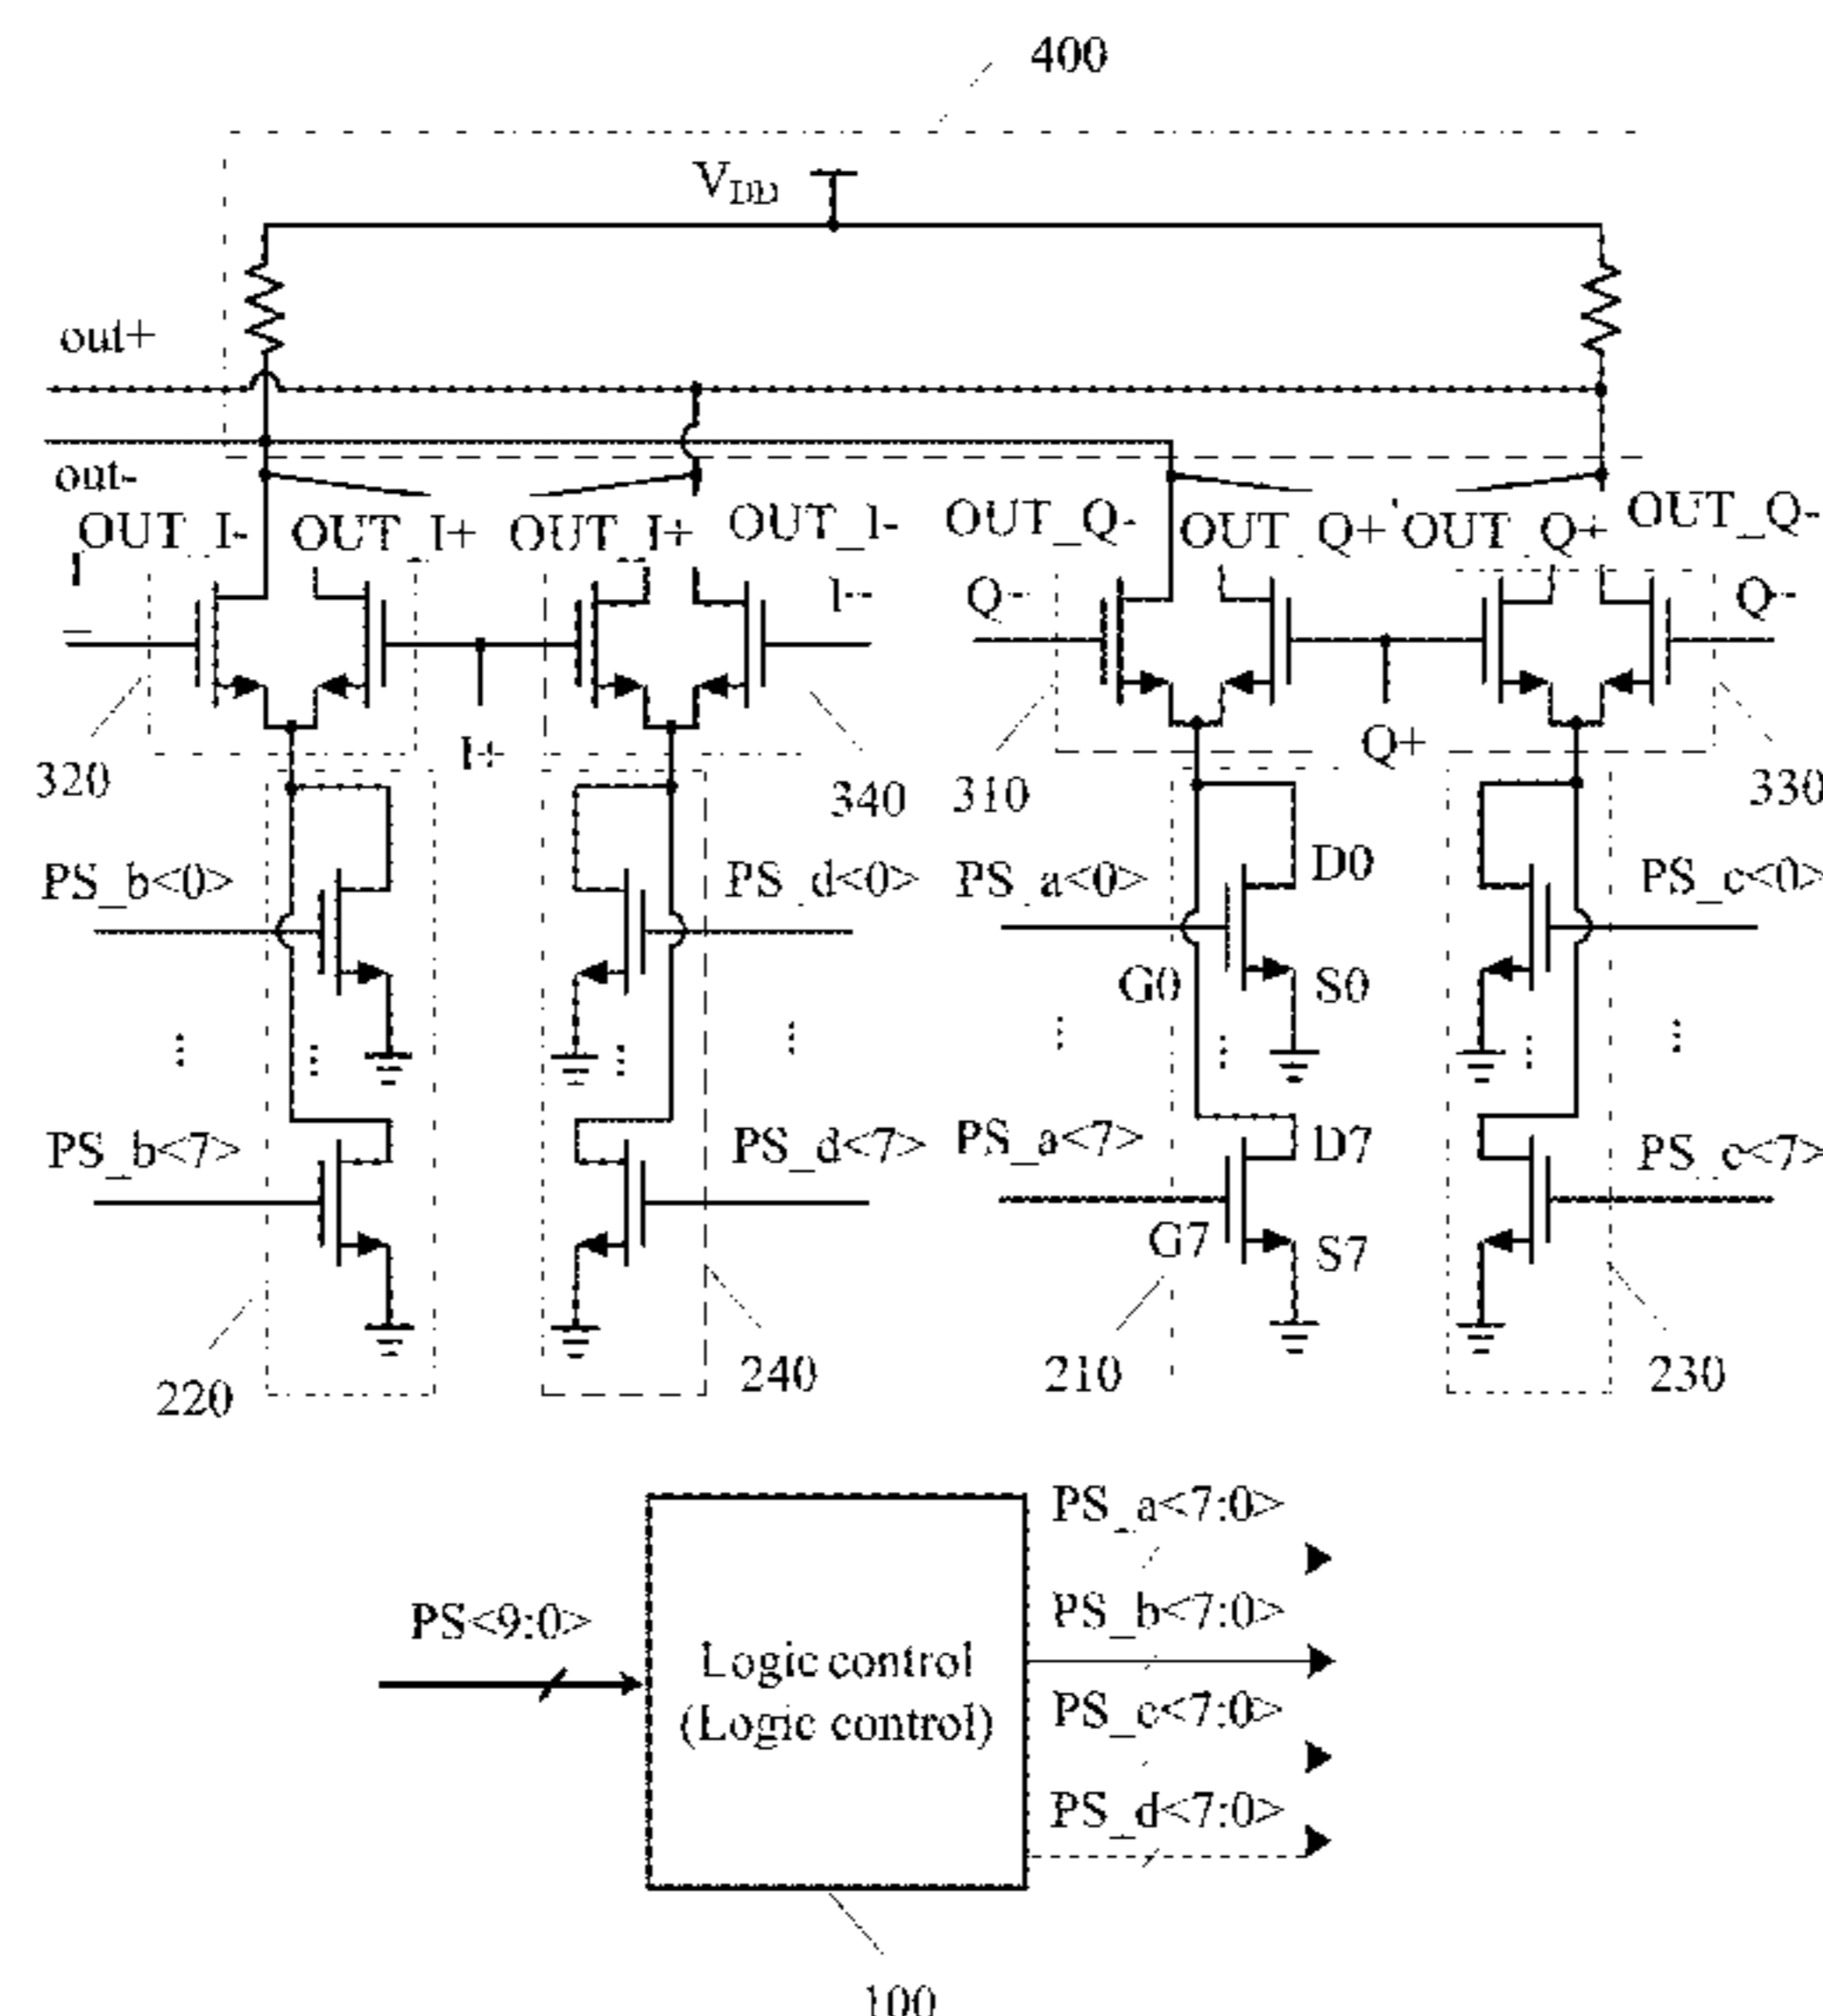 400
V_DD
out+
out-
OUT_I- OUT_I+ OUT_I+ OUT_I- OUT_Q- OUT_Q+ OUT_Q+ OUT_Q-
I- I- Q- Q-
I+ Q+
320 340 310 330
PS_b<0> PS_d<0> PS_a<0> D0 PS_c<0>
G0 S0
PS_b<7> PS_d<7> PS_a<7> D7 PS_c<7>
G7 S7
220 240 210 230
PS_a<7:0>
PS_b<7:0>
PS<9:0>
Logic control
(Logic control)
PS_c<7:0>
PS_d<7:0>
100